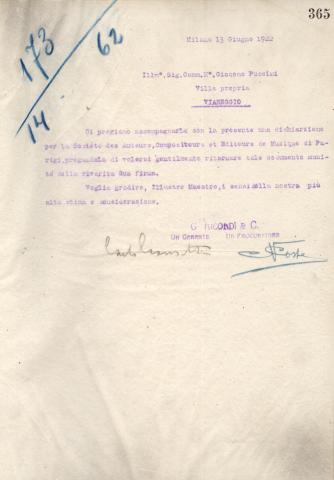 365
173
62
14
Milano 13 Giugno 1922
Illmº.Sig.Comm.Mº.Giacomo Puccini
Villa propria
VIAREGGIO
Ci pregiamo accompagnarLe con la presente una dichiarazione
per la Société des Auteurs,Compositeurs et Editeurs de Musique di Pa-
rigi,pregandoLa di volerci gentilmente ritornare tale documento muni-
to della riverita Sua firma.
Voglia gradire, Illustre Maestro,i sensi della nostra più
alta stima e considerazione.
G. RICORDI & C.
UN GERENTE UN PROCURATORE